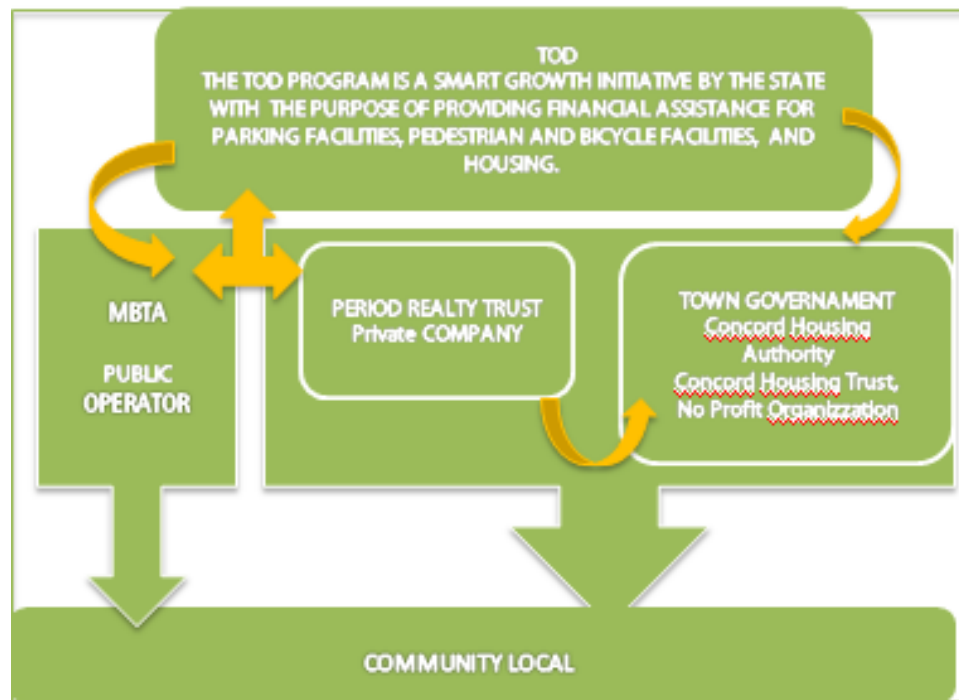 TOD
THE TOD PROGRAM IS A SMART GROWTH INITIATIVE BY THE STATE
WITH THE PURPOSE OF PROVIDING FINANCIAL ASSISTANCE FOR
PARKING FACILITIES, PEDESTRIAN AND BICYCLE FACILITIES, AND
HOUSING.
MBTA
PUBLIC
OPERATOR
PERIOD REALTY TRUST
Private COMPANY
TOWN GOVERNAMENT
Concord Housing
Authority
Concord Housing Trust,
No Profit Organizzation
COMMUNITY LOCAL